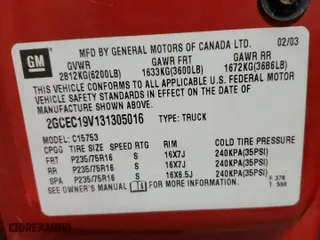 GM
MFD BY GENERAL MOTORS OF CANADA LTD. 02/03
GVWR GAWR FRT GAWR RR
2812KG(6200LB) 1633KG(3600LB) 1672KG(3686LB)
THIS VEHICLE CONFORMS TO ALL APPLICABLE U.S. FEDERAL MOTOR
VEHICLE SAFETY STANDARDS IN EFFECT ON THE DATE OF
MANUFACTURE SHOWN ABOVE.
2GCEC19V131305016 TYPE: TRUCK
MODEL: C15753
CPGG TIRE SIZE SPEED RTG RIM COLD TIRE PRESSURE
FRT P235/75R16 S 16X7J 240KPA(35PSI)
RR P235/75R16 S 16X7J 240KPA(35PSI)
SPA P235/75R16 S 16X6.5J 240KPA(35PSI)
SEE OWNER'S MANUAL FOR MORE INFORMATION.
F 378
T 599
DREAMBID